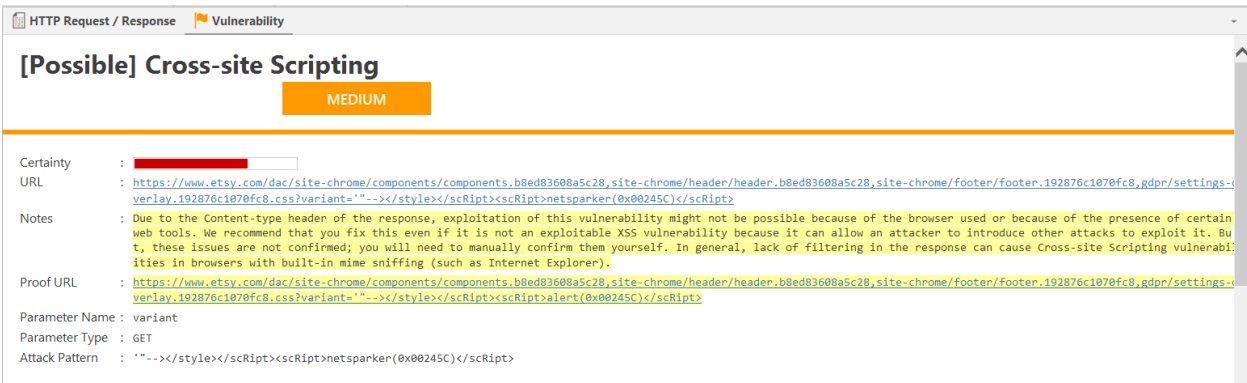 HTTP Request / Response Vulnerability
[Possible] Cross-site Scripting
MEDIUM
Certainty :
URL : https://www.etsy.com/dac/site-chrome/components/components.b8ed83608a5c28,site-chrome/header/header.b8ed83608a5c28,site-chrome/footer/footer.192876c1070fc8,gdpr/settings-o
verlay.192876c1070fc8.css?variant='"--></style></scRipt><scRipt>netsparker(0x00245C)</scRipt>
Notes : Due to the Content-type header of the response, exploitation of this vulnerability might not be possible because of the browser used or because of the presence of certain
web tools. We recommend that you fix this even if it is not an exploitable XSS vulnerability because it can allow an attacker to introduce other attacks to exploit it. Bu
t, these issues are not confirmed; you will need to manually confirm them yourself. In general, lack of filtering in the response can cause Cross-site Scripting vulnerabil
ities in browsers with built-in mime sniffing (such as Internet Explorer).
Proof URL : https://www.etsy.com/dac/site-chrome/components/components.b8ed83608a5c28,site-chrome/header/header.b8ed83608a5c28,site-chrome/footer/footer.192876c1070fc8,gdpr/settings-o
verlay.192876c1070fc8.css?variant='"--></style></scRipt><scRipt>alert(0x00245C)</scRipt>
Parameter Name : variant
Parameter Type : GET
Attack Pattern : '"--></style></scRipt><scRipt>netsparker(0x00245C)</scRipt>